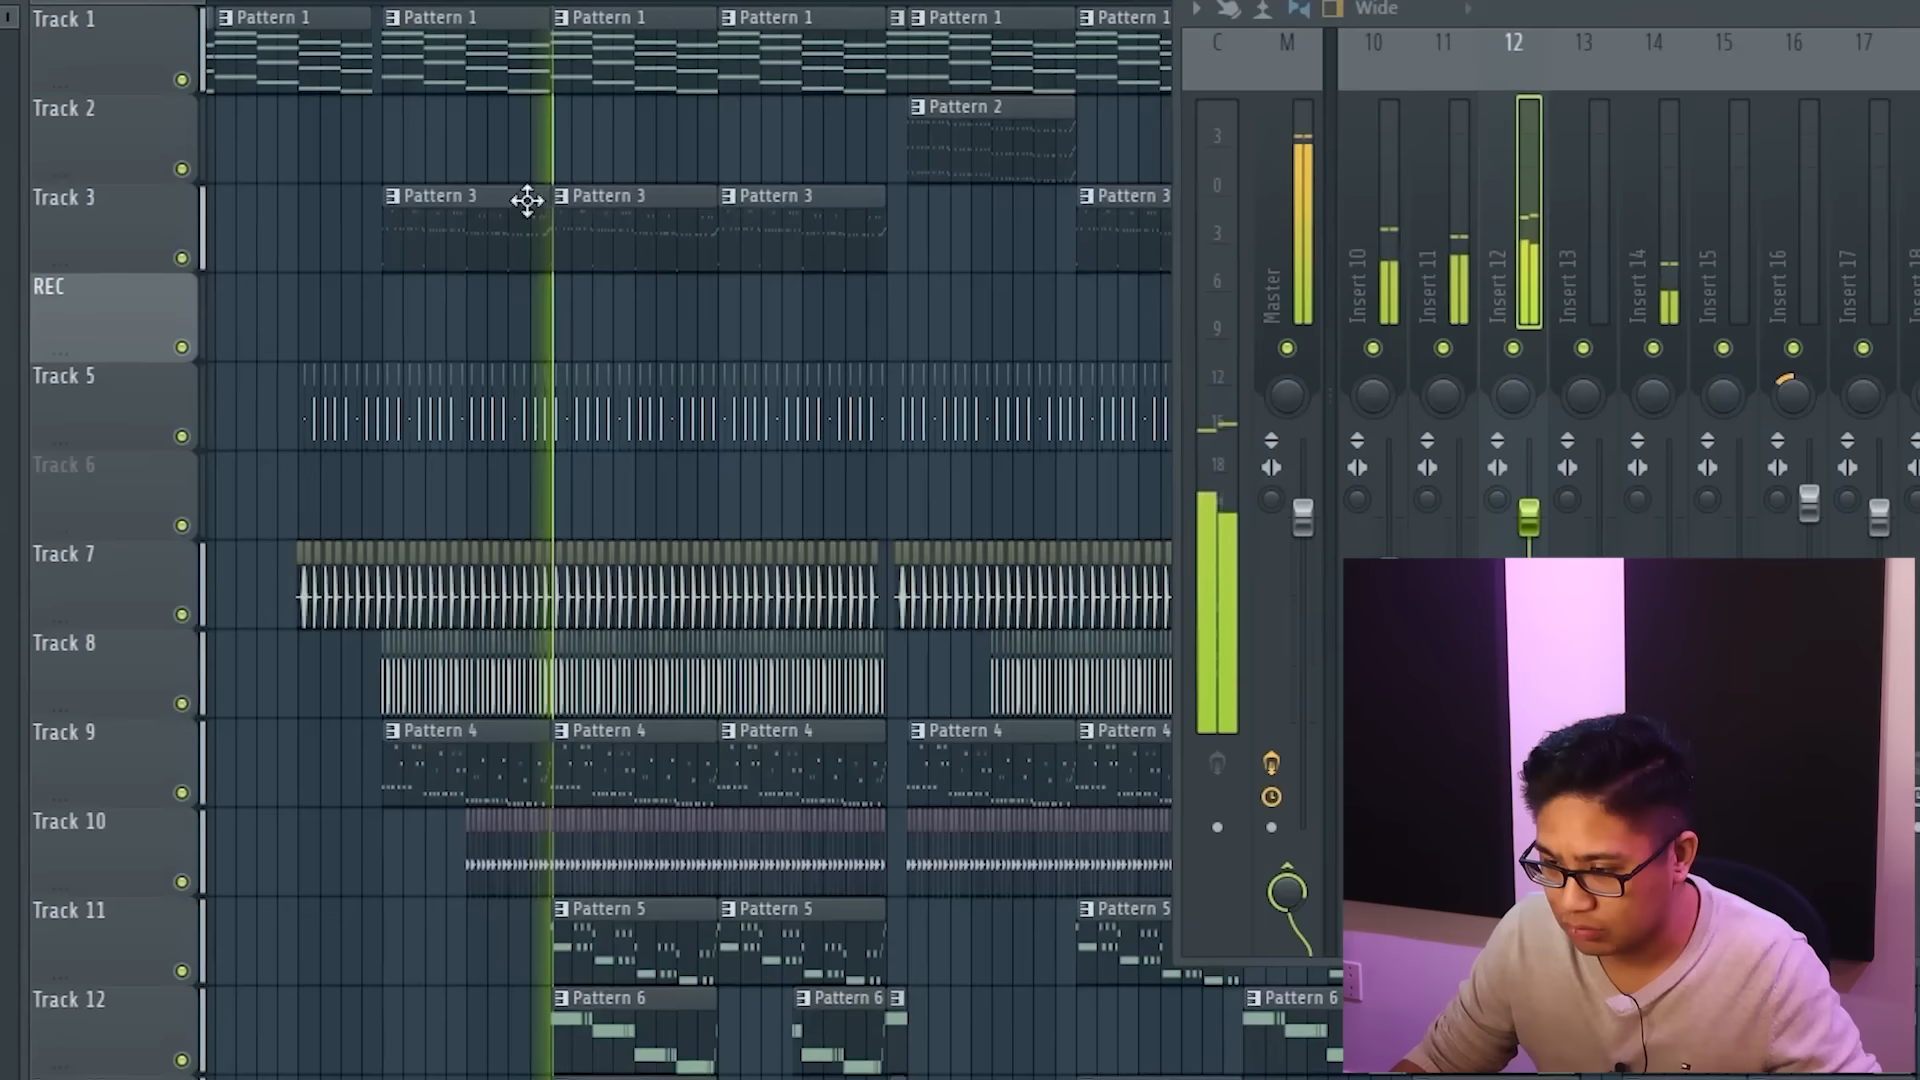 Track 1
Pattern 1
Pattern 1
Pattern 1
Pattern 1
Pattern 1
Pattern 1
Track 2
Pattern 2
Track 3
Pattern 3
Pattern 3
Pattern 3
Pattern 3
REC
Track 5
Track 6
Track 7
Track 8
Track 9
Pattern 4
Pattern 4
Pattern 4
Pattern 4
Pattern 4
Track 10
Track 11
Pattern 5
Pattern 5
Pattern 5
Track 12
Pattern 6
Pattern 6
Pattern 6
Wide
C M 10 11 12 13 14 15 16 17
3
0
3
6
9
12
15
18
Master
Insert 10
Insert 11
Insert 12
Insert 13
Insert 14
Insert 15
Insert 16
Insert 17